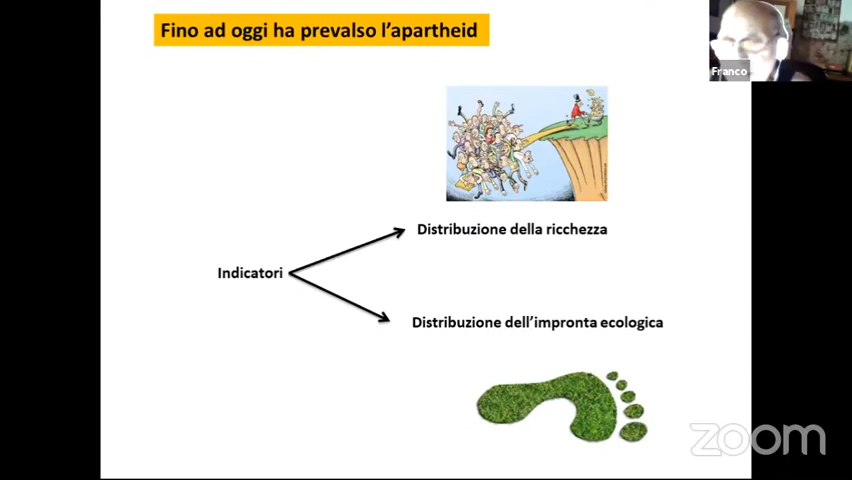 Fino ad oggi ha prevalso l'apartheid
Franco
Distribuzione della ricchezza
Indicatori
Distribuzione dell'impronta ecologica
zoom